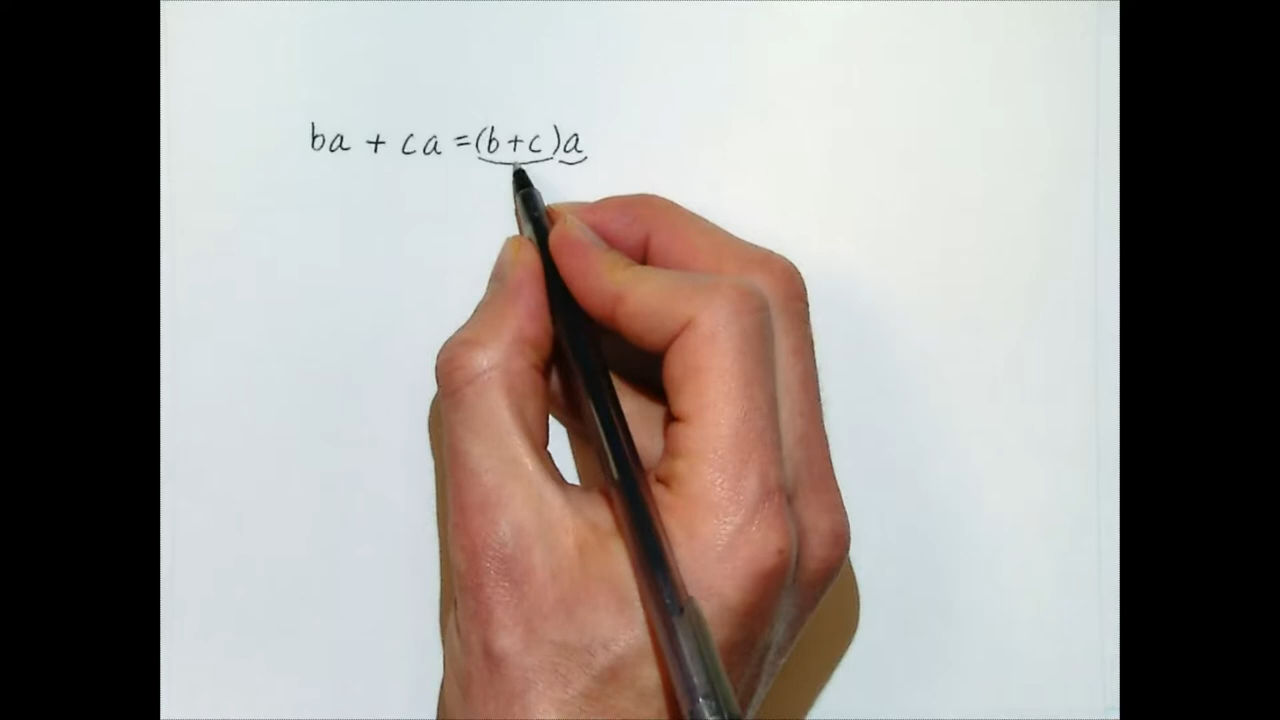 ba + ca = (b+c)a